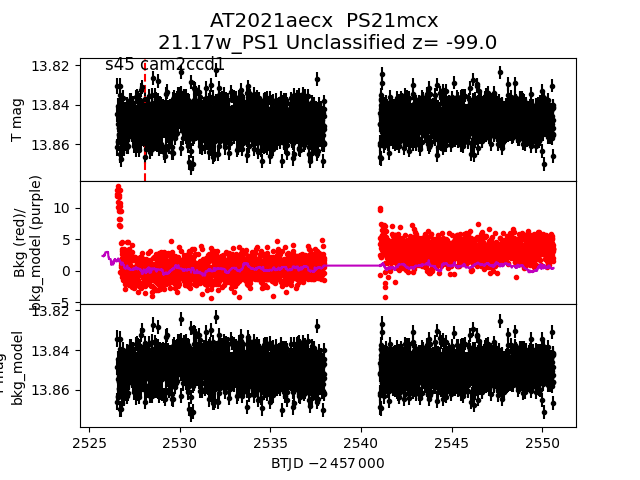 AT2021aecx  PS21mcx
21.17w_PS1 Unclassified z= -99.0
s45 cam2ccd1
13.82
13.84
13.86
T mag
10
5
0
−5
Bkg (red)/
bkg_model (purple)
13.82
13.84
13.86
mag
bkg_model
2525 2530 2535 2540 2545 2550
BTJD −2 457 000